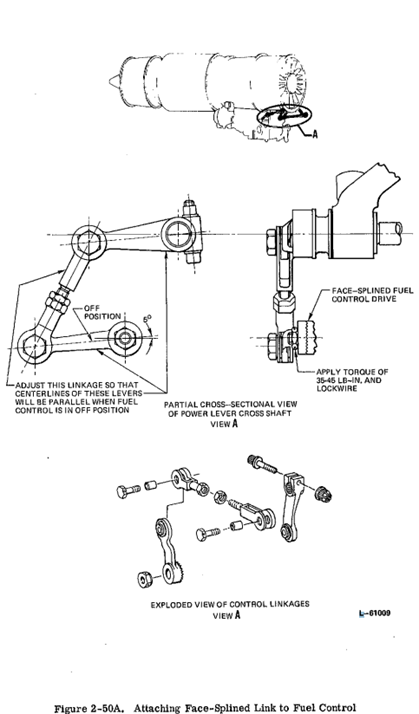 A
OFF
POSITION
5°
FACE-SPLINED FUEL
CONTROL DRIVE
APPLY TORQUE OF
35-45 LB-IN, AND
LOCKWIRE
ADJUST THIS LINKAGE SO THAT
CENTERLINES OF THESE LEVERS
WILL BE PARALLEL WHEN FUEL
CONTROL IS IN OFF POSITION
PARTIAL CROSS-SECTIONAL VIEW
OF POWER LEVER CROSS SHAFT
VIEW A
EXPLODED VIEW OF CONTROL LINKAGES
VIEW A
L-61009
Figure 2-50A. Attaching Face-Splined Link to Fuel Control